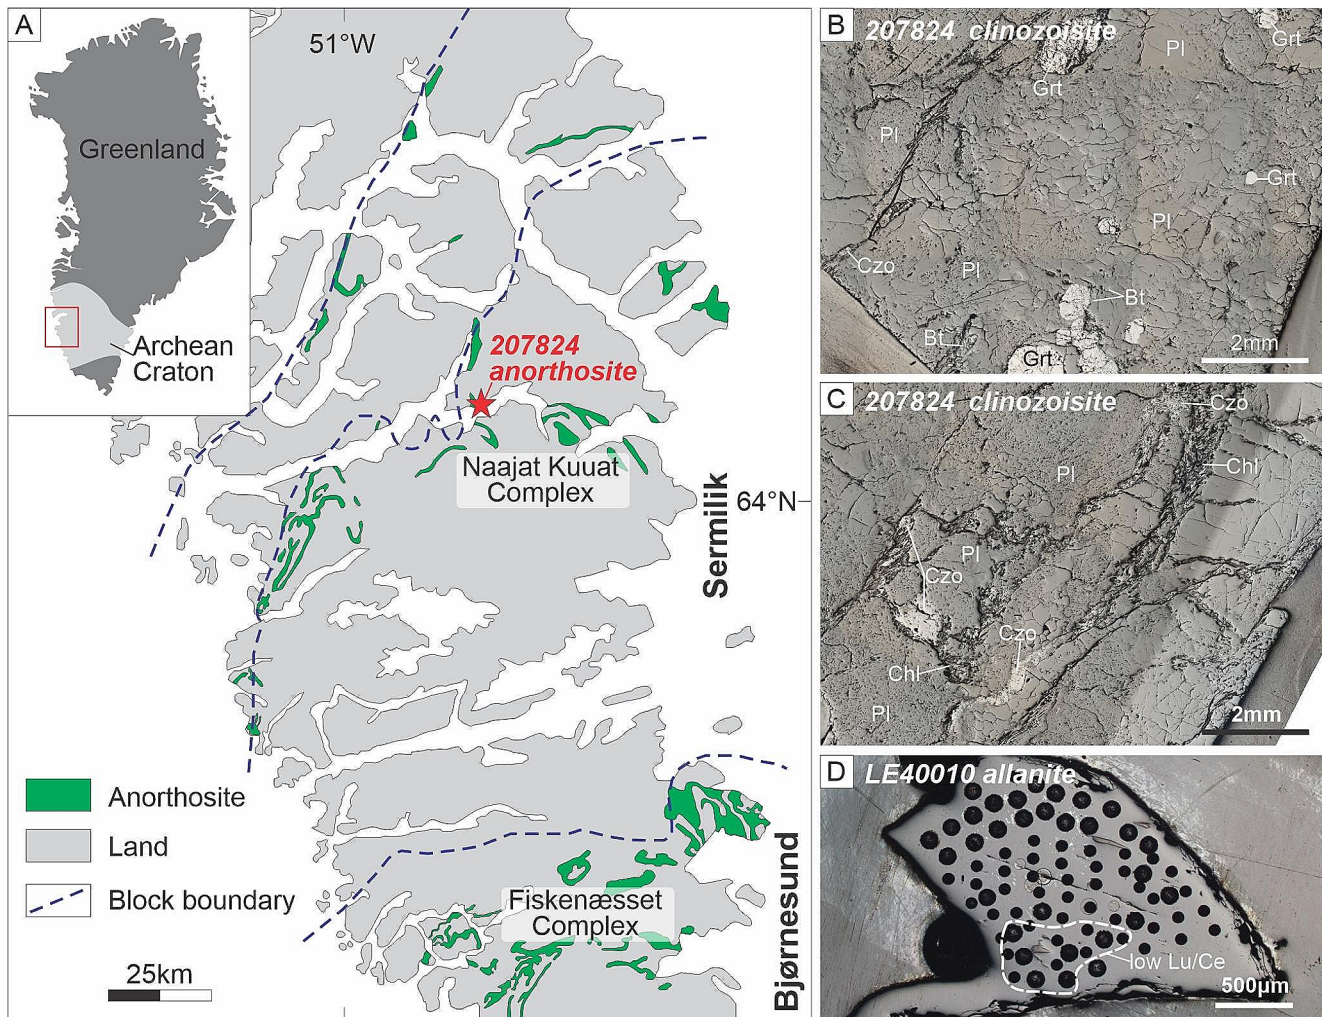 A
51°W
Greenland
Archean
Craton
207824
anorthosite
Naajat Kuuat
Complex
64°N
Sermilik
Anorthosite
Land
Block boundary
25km
Fiskenæsset
Complex
Bjørnesund
B
207824 clinozoisite
Pl
Grt
Grt
Pl
Grt
Pl
Czo
Pl
Bt
Bt
Grt
2mm
C
207824 clinozoisite
Czo
Pl
Chl
Pl
Czo
Czo
Chl
Pl
2mm
D
LE40010 allanite
low Lu/Ce
500µm